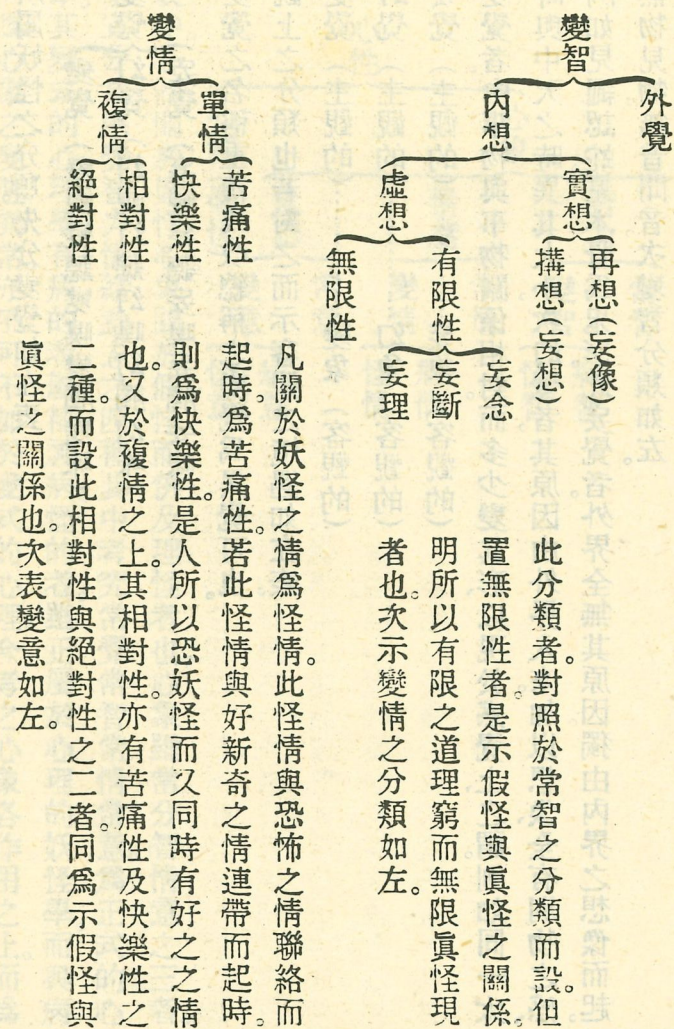 外覺
變智
內想
實想
再想(妄像)
搆想(妄想)
虛想
有限性
妄念
妄斷
妄理
無限性
此分類者。對照於常智之分類而設。但
置無限性者。是示假怪與眞怪之關係。
明所以有限之道理窮而無限眞怪現
者也。次示變情之分類如左。
變情
單情
苦痛性
快樂性
複情
相對性
絕對性
凡關於妖怪之情爲怪情。此怪情與恐怖之情聯絡而
起時。爲苦痛性。若此怪情與好新奇之情連帶而起時。
則爲快樂性。是人所以恐妖怪而又同時有好之之情
也。又於複情之上。其相對性。亦有苦痛性及快樂性之
二種。而設此相對性與絕對性之二者。同爲示假怪與
眞怪之關係也。次表變意如左。